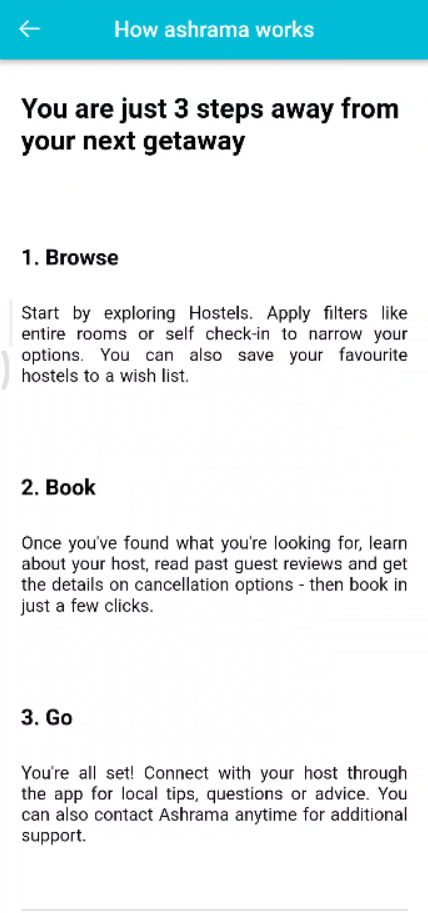 How ashrama works
You are just 3 steps away from
your next getaway
1. Browse
Start by exploring Hostels. Apply filters like
entire rooms or self check-in to narrow your
options. You can also save your favourite
hostels to a wish list.
2. Book
Once you've found what you're looking for, learn
about your host, read past guest reviews and get
the details on cancellation options - then book in
just a few clicks.
3. Go
You're all set! Connect with your host through
the app for local tips, questions or advice. You
can also contact Ashrama anytime for additional
support.